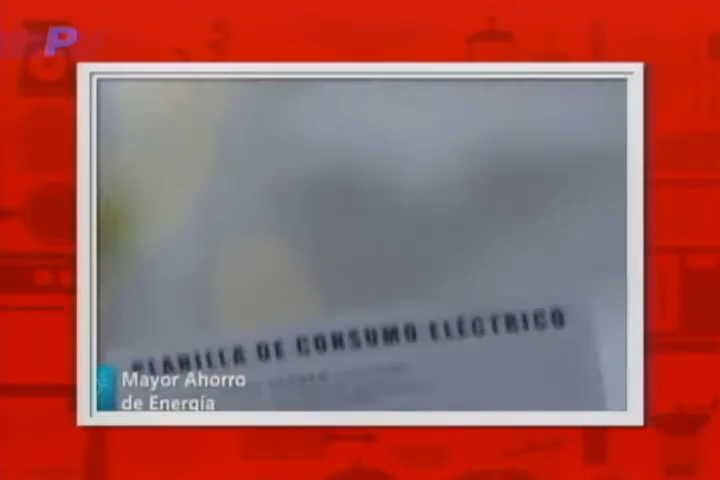 P
PLANILLA DE CONSUMO ELÉCTRICO
Mayor Ahorro
de Energía